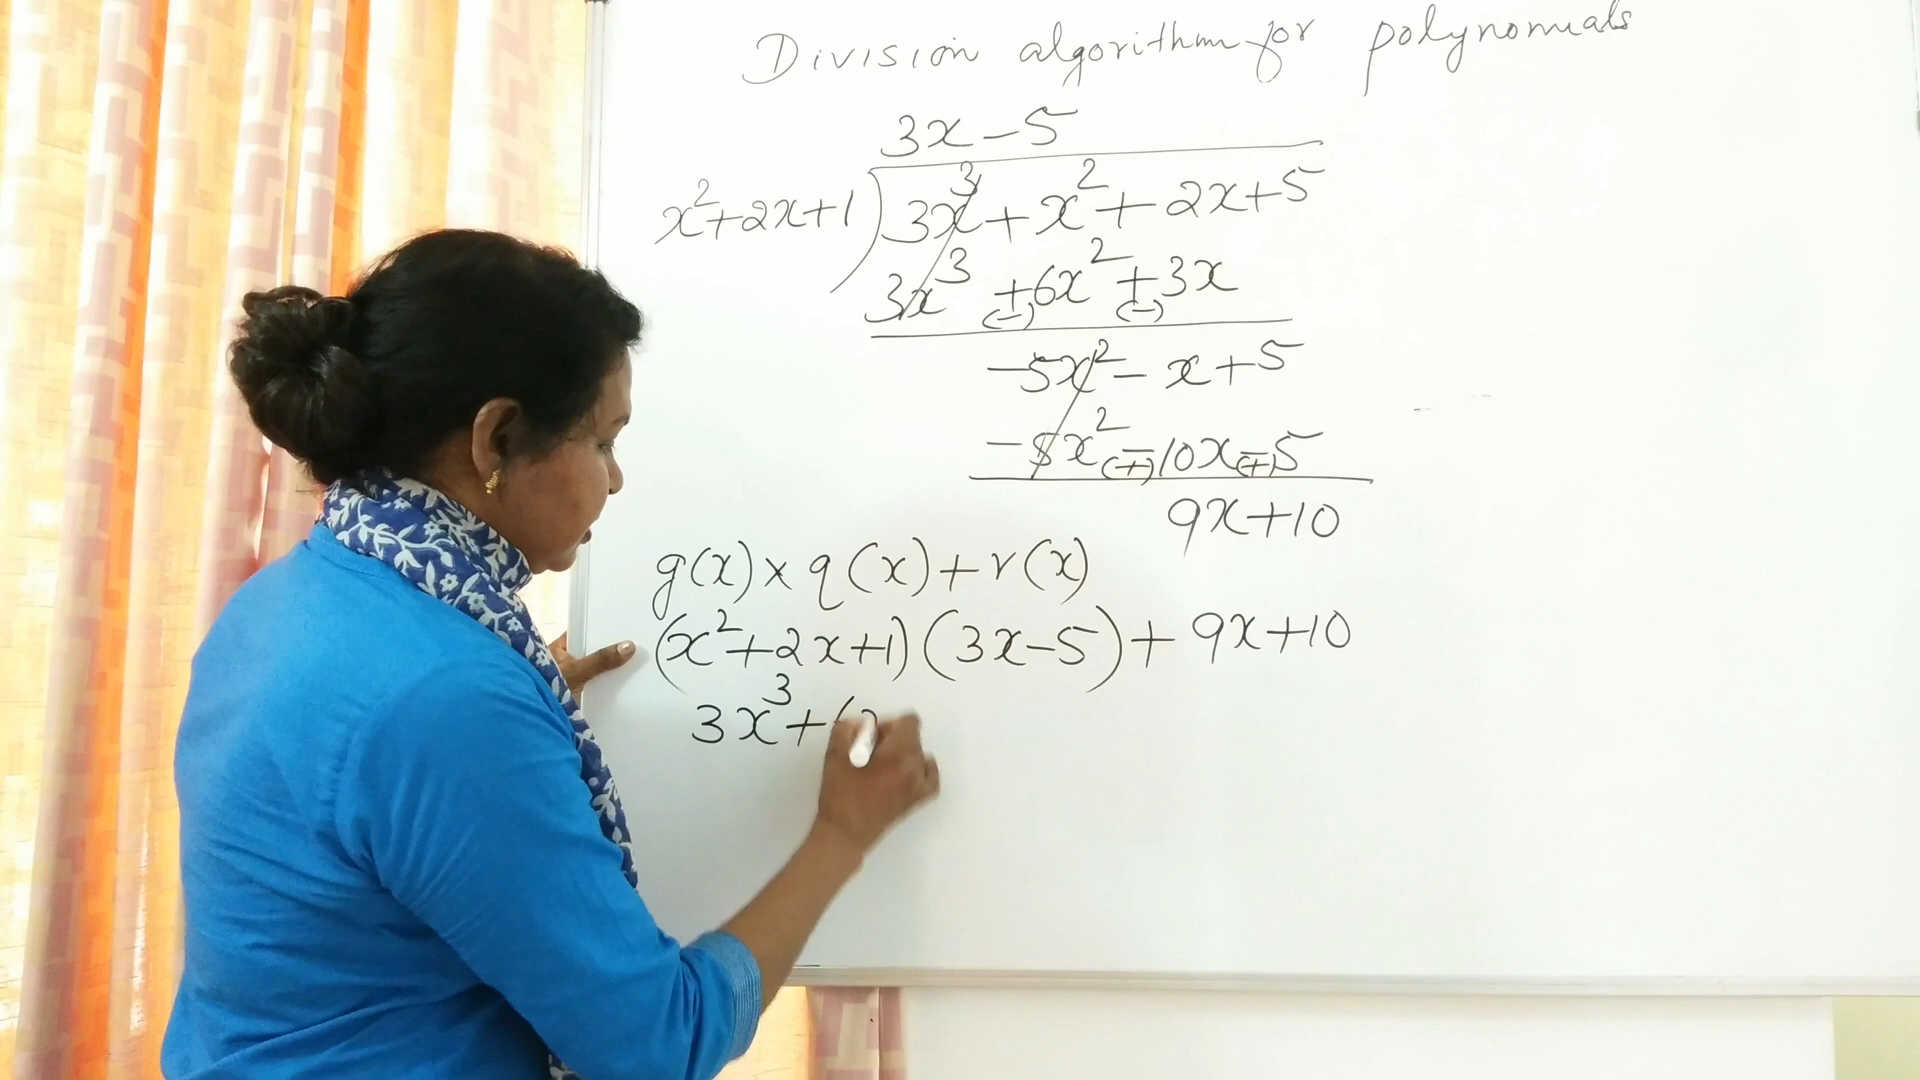 Division algorithm for polynomials
3x - 5
x² + 2x + 1 ) 3x³ + x² + 2x + 5
3x³ + 6x² + 3x
(-) (-)
-5x² - x + 5
-5x² - 10x - 5
(+) (+)
9x + 10
g(x) × q(x) + r(x)
(x² + 2x + 1) (3x - 5) + 9x + 10
3x³ +